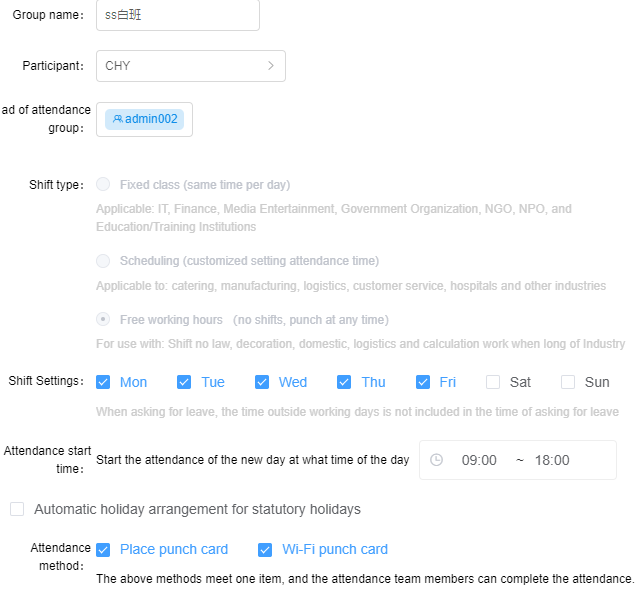 Group name: ss白班
Participant: CHY
ad of attendance
group: admin002
Shift type: Fixed class (same time per day)
Applicable: IT, Finance, Media Entertainment, Government Organization, NGO, NPO, and
Education/Training Institutions
Scheduling (customized setting attendance time)
Applicable to: catering, manufacturing, logistics, customer service, hospitals and other industries
Free working hours （no shifts, punch at any time）
For use with: Shift no law, decoration, domestic, logistics and calculation work when long of Industry
Shift Settings: Mon Tue Wed Thu Fri Sat Sun
When asking for leave, the time outside working days is not included in the time of asking for leave
Attendance start
time: Start the attendance of the new day at what time of the day 09:00 ~ 18:00
Automatic holiday arrangement for statutory holidays
Attendance
method: Place punch card Wi-Fi punch card
The above methods meet one item, and the attendance team members can complete the attendance.